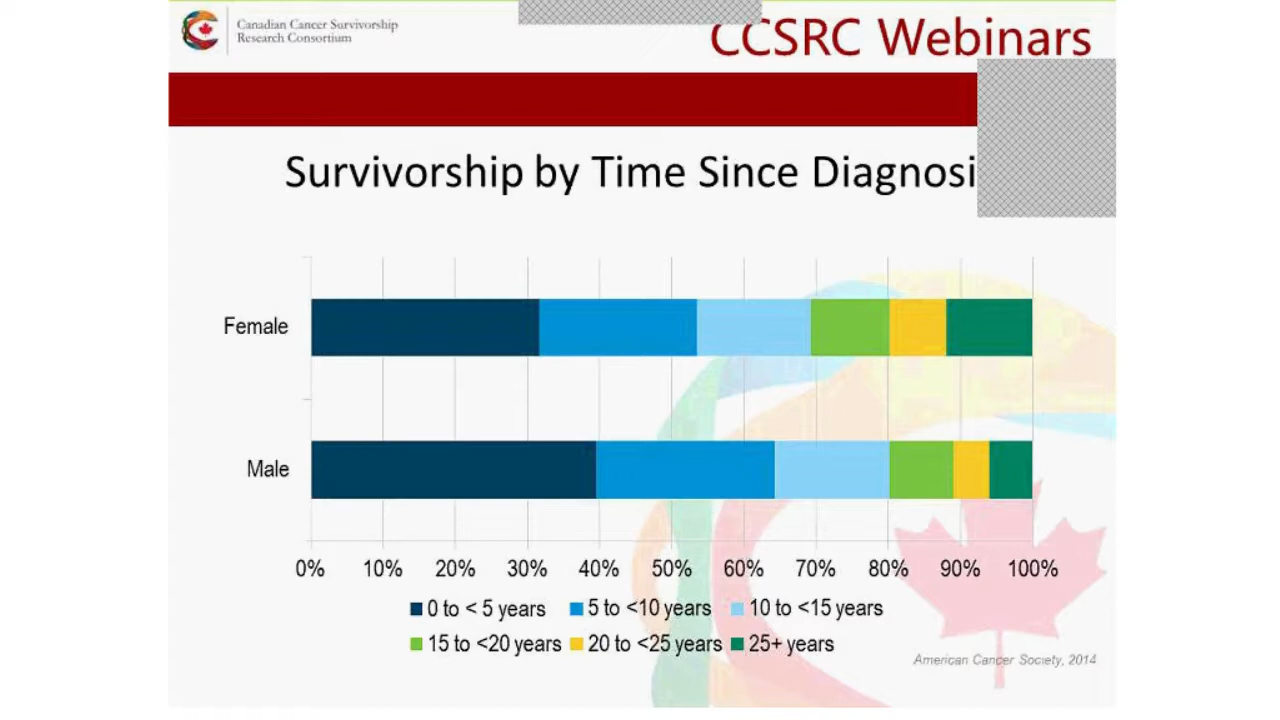 Canadian Cancer Survivorship
Research Consortium
CCSRC Webinars
Survivorship by Time Since Diagnosi
Female
Male
0% 10% 20% 30% 40% 50% 60% 70% 80% 90% 100%
0 to < 5 years 5 to <10 years 10 to <15 years
15 to <20 years 20 to <25 years 25+ years
American Cancer Society, 2014